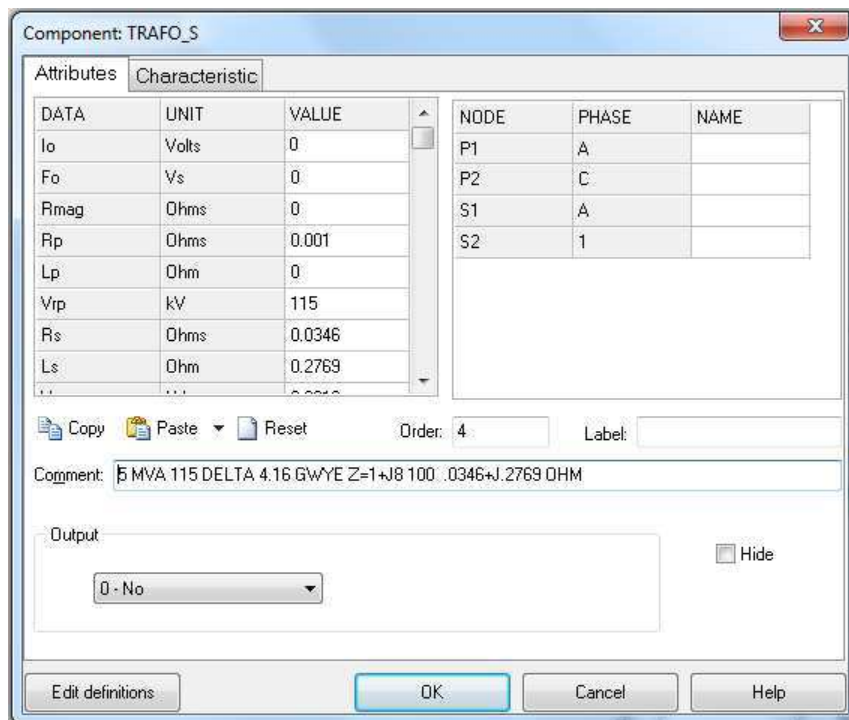 Component: TRAFO_S
Attributes Characteristic
DATA UNIT VALUE
Io Volts 0
Fo Vs 0
Rmag Ohms 0
Rp Ohms 0.001
Lp Ohm 0
Vrp kV 115
Rs Ohms 0.0346
Ls Ohm 0.2769
NODE PHASE NAME
P1 A
P2 C
S1 A
S2 1
Copy Paste Reset Order: 4 Label:
Comment: 5 MVA 115 DELTA 4.16 GWYE Z=1+J8 100 .0346+J.2769 OHM
Output
0 - No
Hide
Edit definitions OK Cancel Help